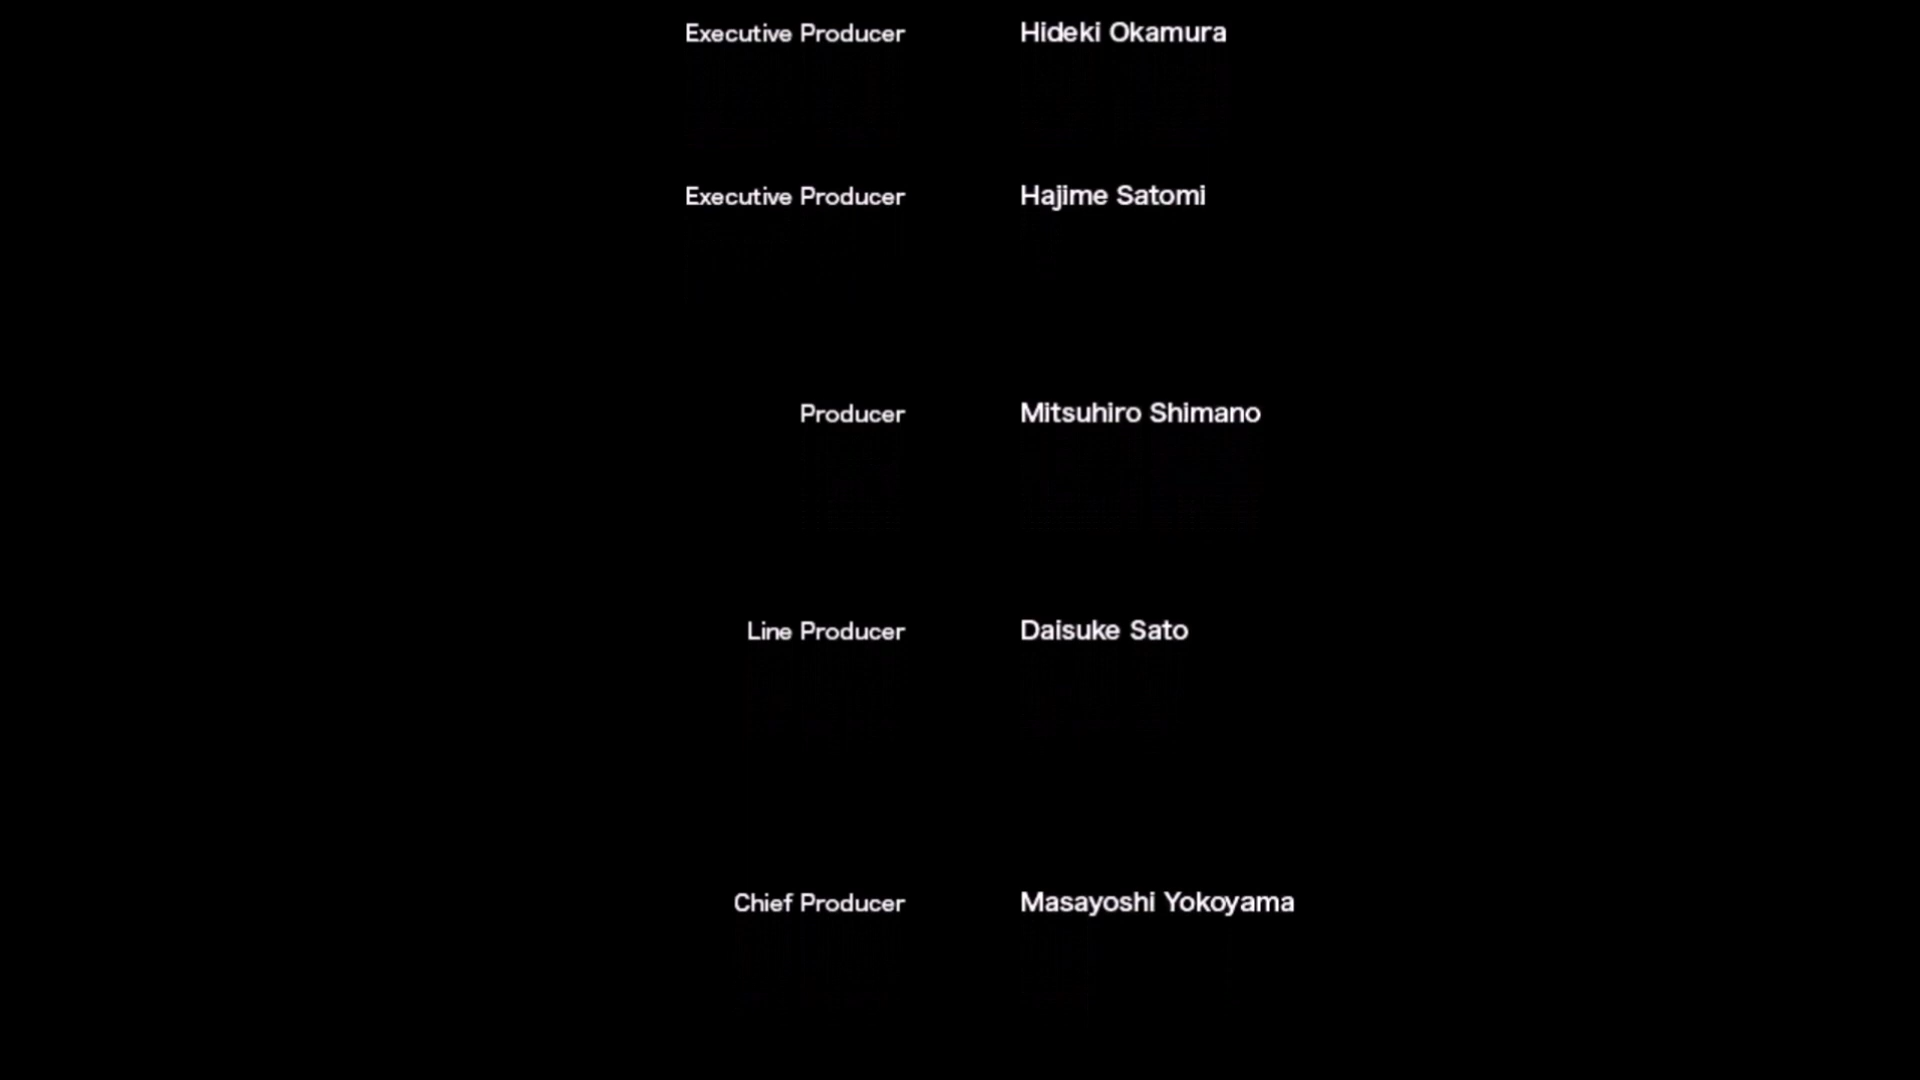 Executive Producer Hideki Okamura
Executive Producer Hajime Satomi
Producer Mitsuhiro Shimano
Line Producer Daisuke Sato
Chief Producer Masayoshi Yokoyama